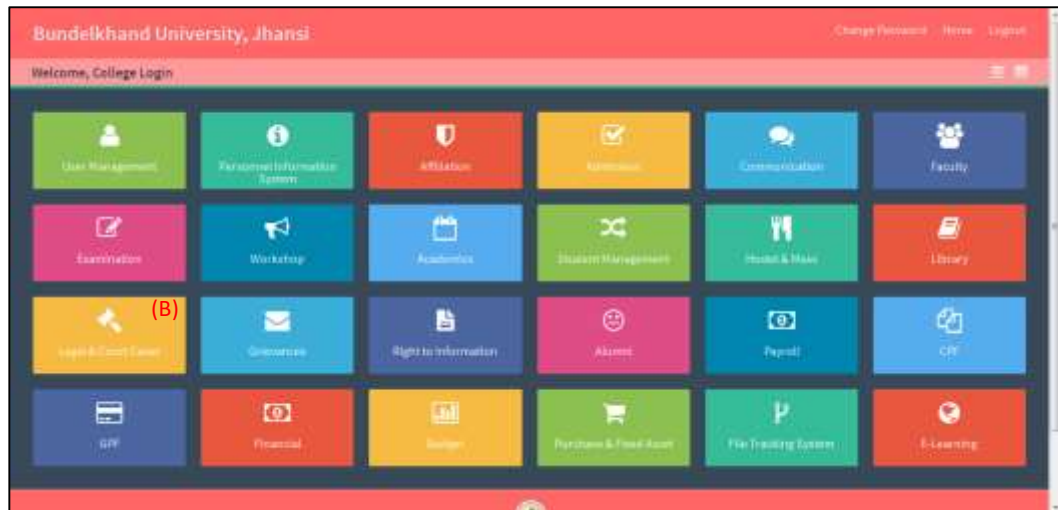 Bundelkhand University, Jhansi
Change Password Home Logout
Welcome, College Login
User Management
Personnel Information
System
Affiliation
Admission
Communication
Faculty
Examination
Workshop
Academics
Student Management
Hostel & Mess
Library
(B)
Legal & Court Cases
Grievances
Right to Information
Alumni
Payroll
CPF
GPF
Financial
Budget
Purchase & Fixed Asset
File Tracking System
E-Learning